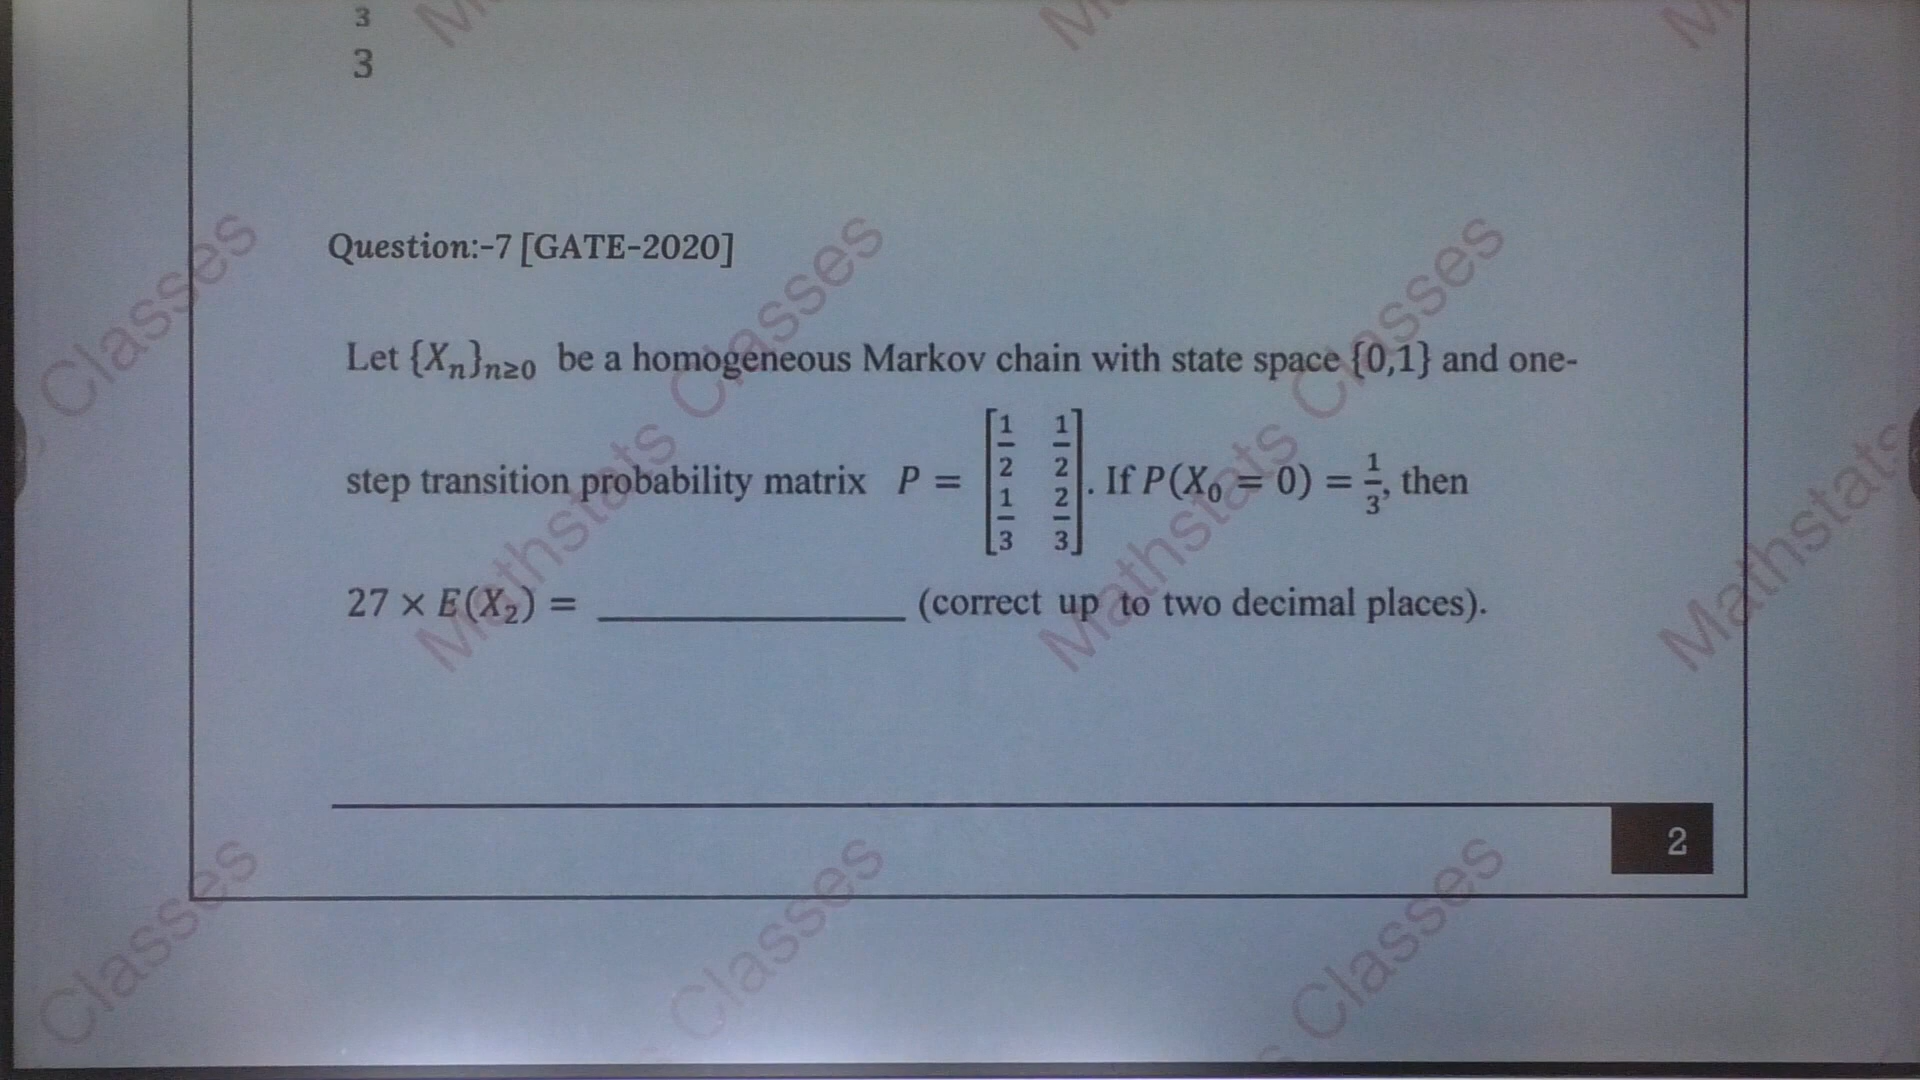 3
3
Question:-7 [GATE-2020]
Let {Xₙ}ₙ≥₀ be a homogeneous Markov chain with state space {0,1} and one-
step transition probability matrix P = [1/2 1/2; 1/3 2/3]. If P(X₀ = 0) = 1/3, then
27 × E(X₂) = __________ (correct up to two decimal places).
2
Mathstats Classes
Mathstats Classes
Mathstats
Classes
Classes
Classes
Classes